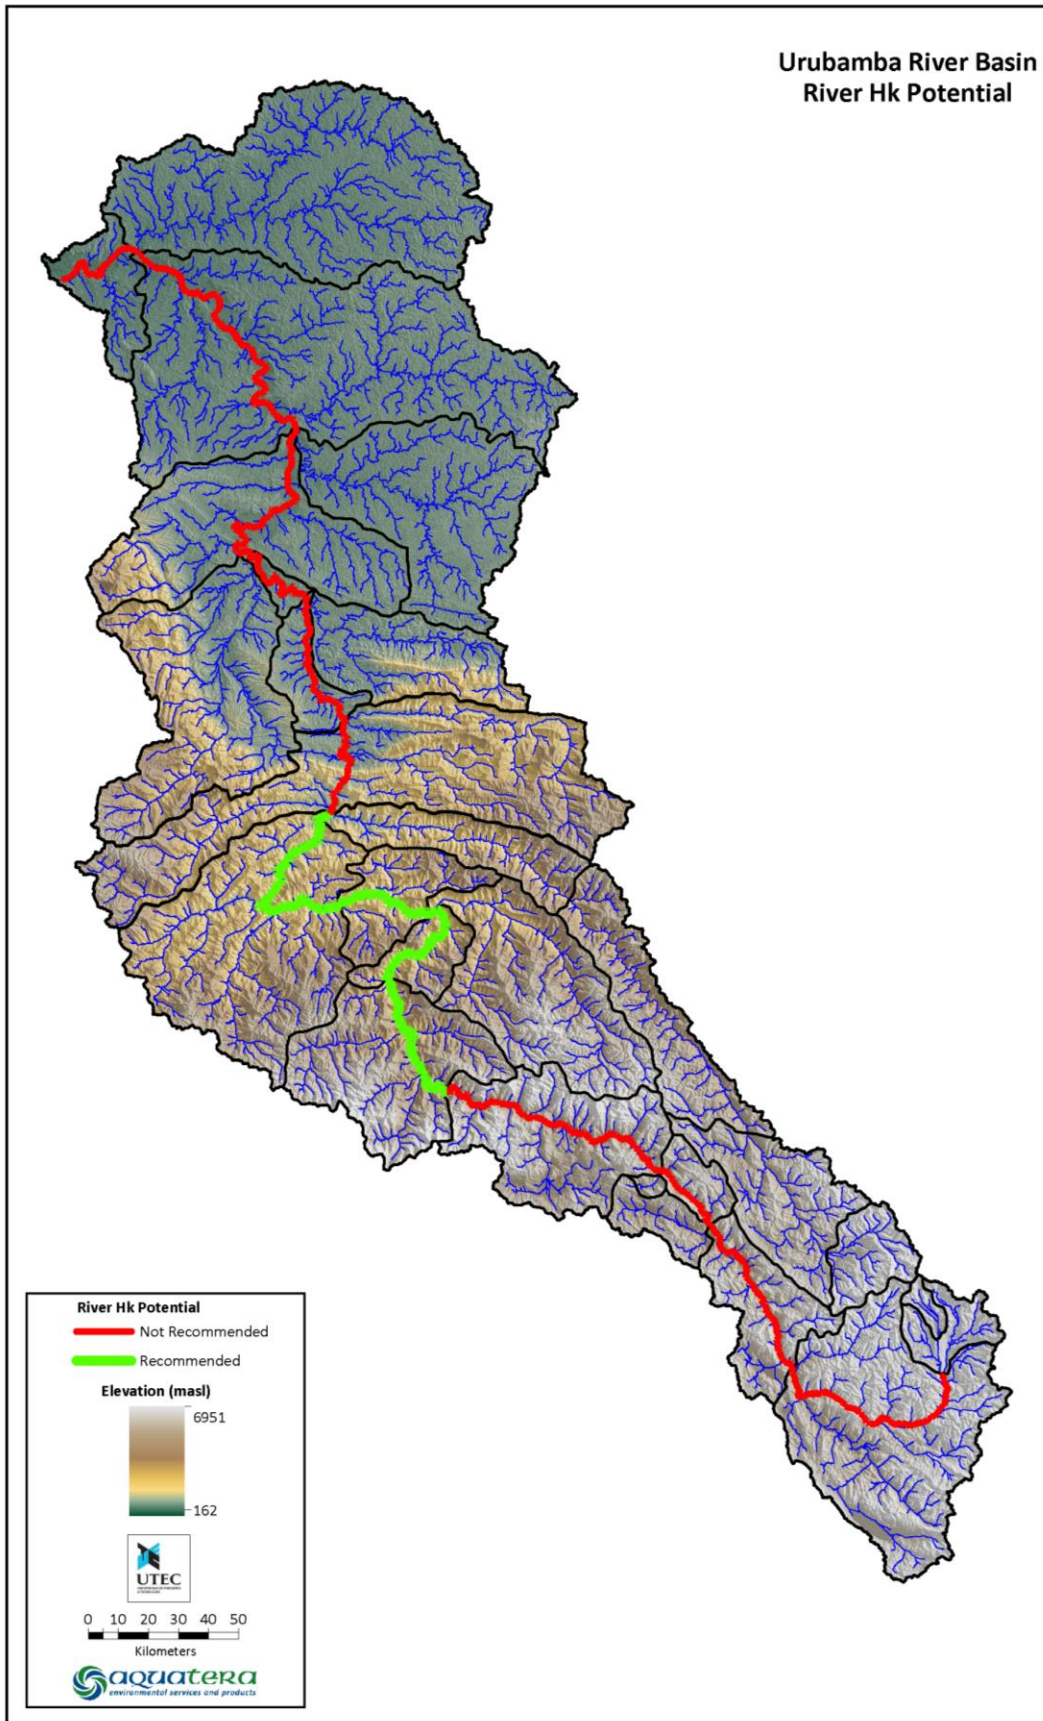 Urubamba River Basin
River Hk Potential
River Hk Potential
Not Recommended
Recommended
Elevation (masl)
6951
162
UTEC
0 10 20 30 40 50
Kilometers
aquatera
environmental services and products